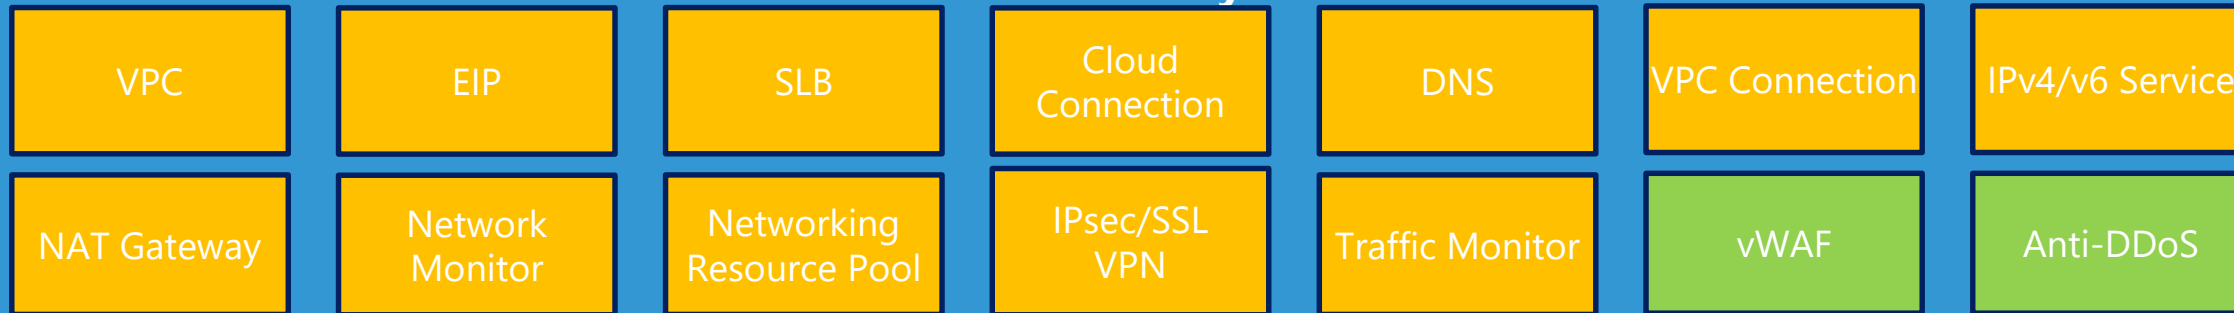 VPC
EIP
SLB
Cloud
Connection
DNS
VPC Connection
IPv4/v6 Service
NAT Gateway
Network
Monitor
Networking
Resource Pool
IPsec/SSL
VPN
Traffic Monitor
vWAF
Anti-DDoS